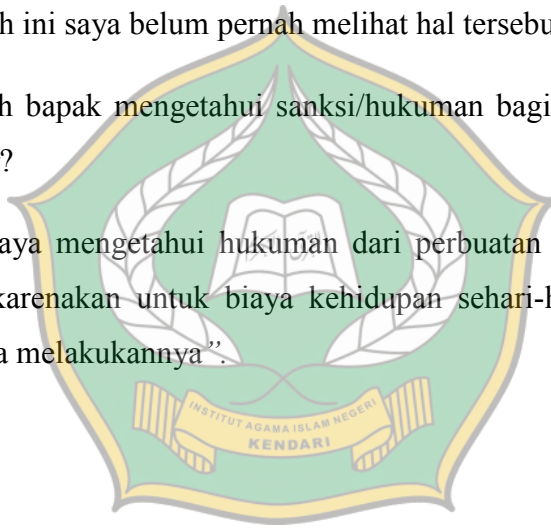 h ini saya belum pernah melihat hal tersebu
h bapak mengetahui sanksi/hukuman bagi
?
aya mengetahui hukuman dari perbuatan
karenakan untuk biaya kehidupan sehari-h
a melakukannya”.
INSTITUT AGAMA ISLAM NEGERI
KENDARI